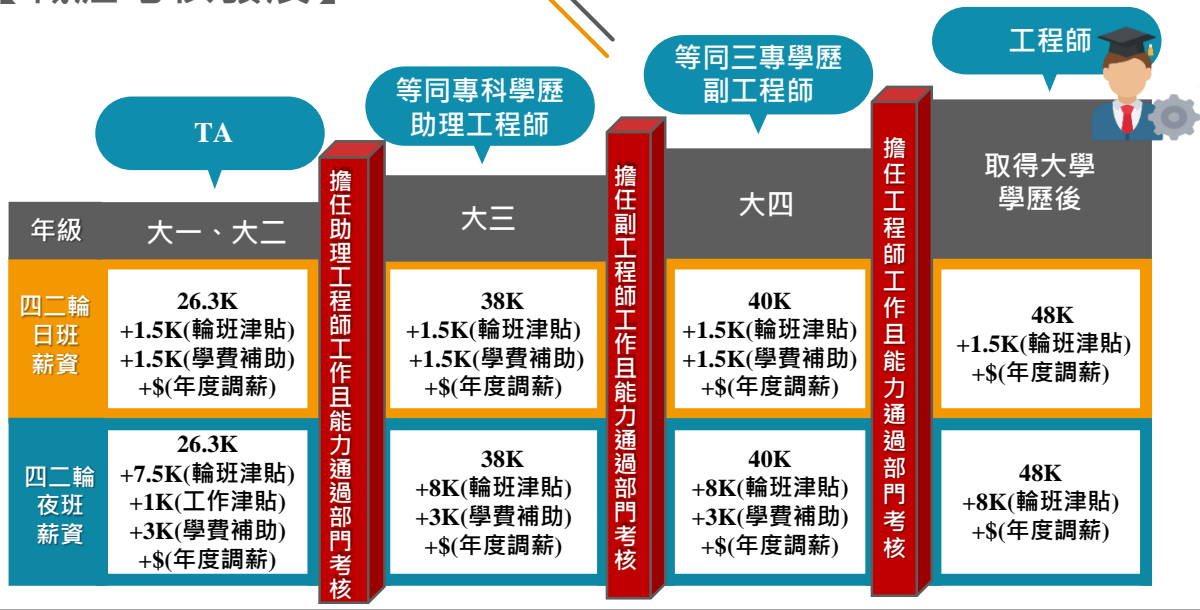 TA
等同專科學歷
助理工程師
等同三專學歷
副工程師
工程師
年級
大一、大二
擔任助理工程師工作且能力通過部門考核
大三
擔任副工程師工作且能力通過部門考核
大四
擔任工程師工作且能力通過部門考核
取得大學
學歷後
四二輪
日班
薪資
26.3K
+1.5K(輪班津貼)
+1.5K(學費補助)
+$(年度調薪)
38K
+1.5K(輪班津貼)
+1.5K(學費補助)
+$(年度調薪)
40K
+1.5K(輪班津貼)
+1.5K(學費補助)
+$(年度調薪)
48K
+1.5K(輪班津貼)
+$(年度調薪)
四二輪
夜班
薪資
26.3K
+7.5K(輪班津貼)
+1K(工作津貼)
+3K(學費補助)
+$(年度調薪)
38K
+8K(輪班津貼)
+3K(學費補助)
+$(年度調薪)
40K
+8K(輪班津貼)
+3K(學費補助)
+$(年度調薪)
48K
+8K(輪班津貼)
+$(年度調薪)